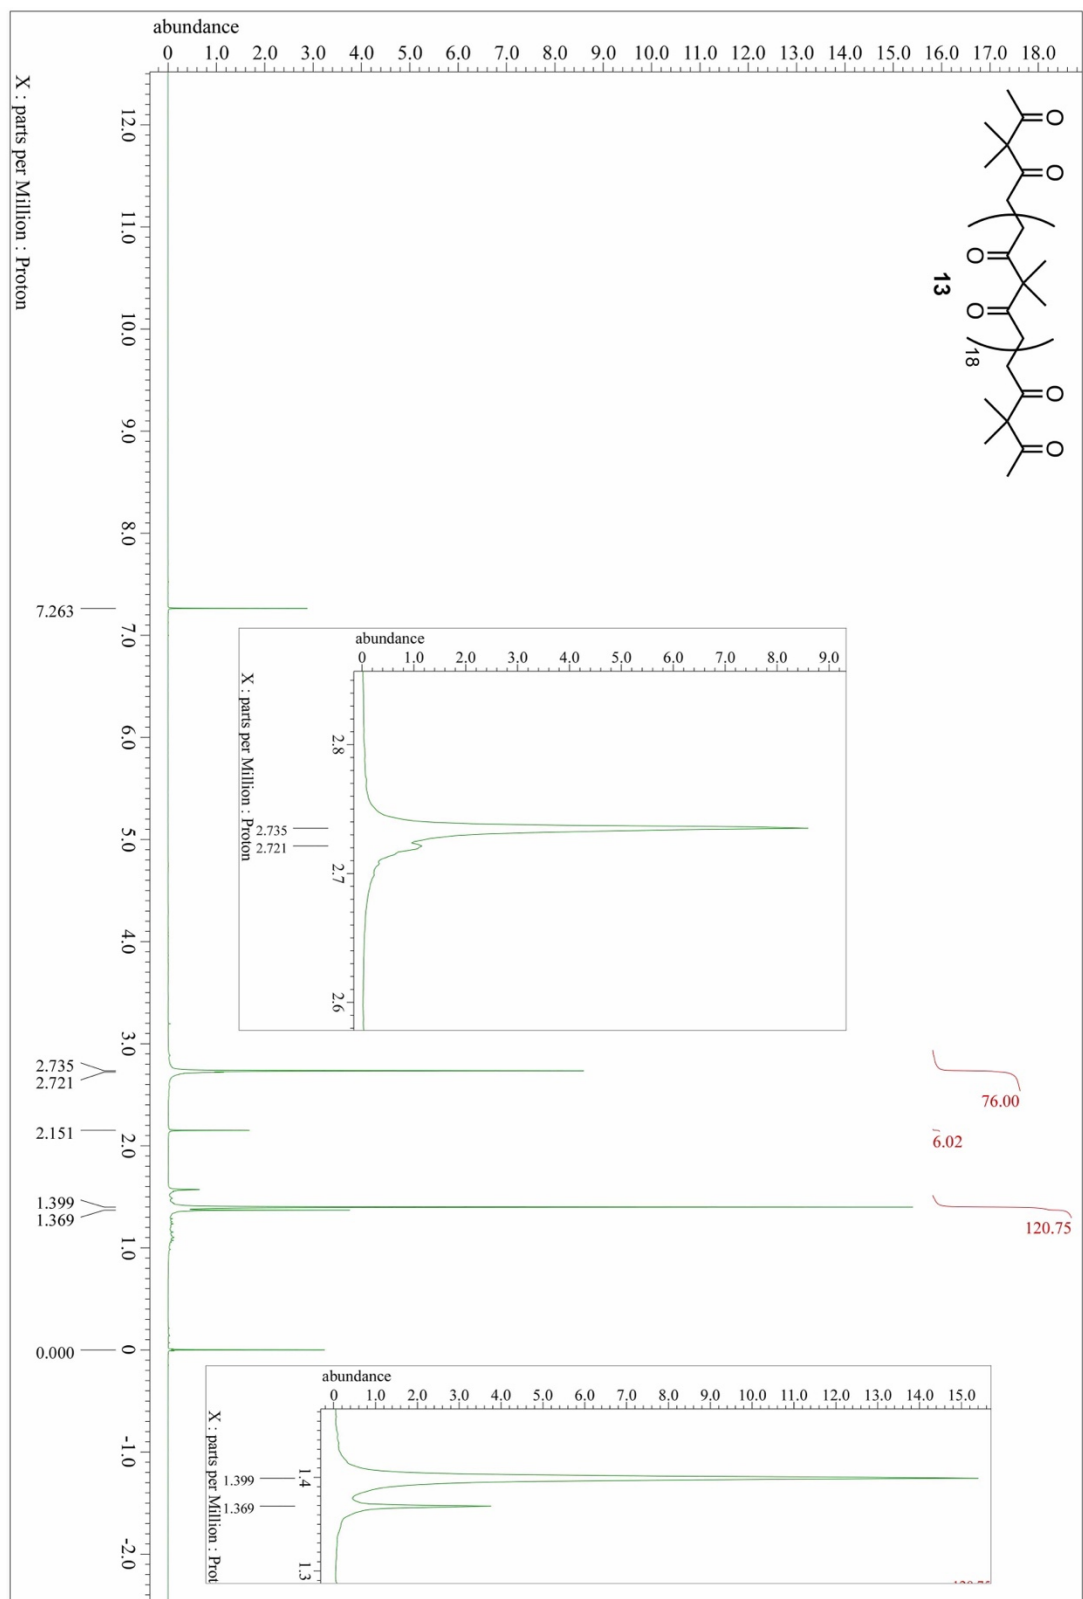 abundance
0 1.0 2.0 3.0 4.0 5.0 6.0 7.0 8.0 9.0 10.0 11.0 12.0 13.0 14.0 15.0 16.0 17.0 18.0
X : parts per Million : Proton
12.0 11.0 10.0 9.0 8.0 7.0 6.0 5.0 4.0 3.0 2.0 1.0 0 -1.0 -2.0
O
O
O
O
O
O
13
18
7.263
2.735
2.721
2.151
1.399
1.369
0.000
76.00
6.02
120.75
abundance
0 1.0 2.0 3.0 4.0 5.0 6.0 7.0 8.0 9.0
X : parts per Million : Proton
2.8 2.7 2.6
2.735
2.721
abundance
0 1.0 2.0 3.0 4.0 5.0 6.0 7.0 8.0 9.0 10.0 11.0 12.0 13.0 14.0 15.0
X : parts per Million : Prot
1.4 1.3
1.399
1.369